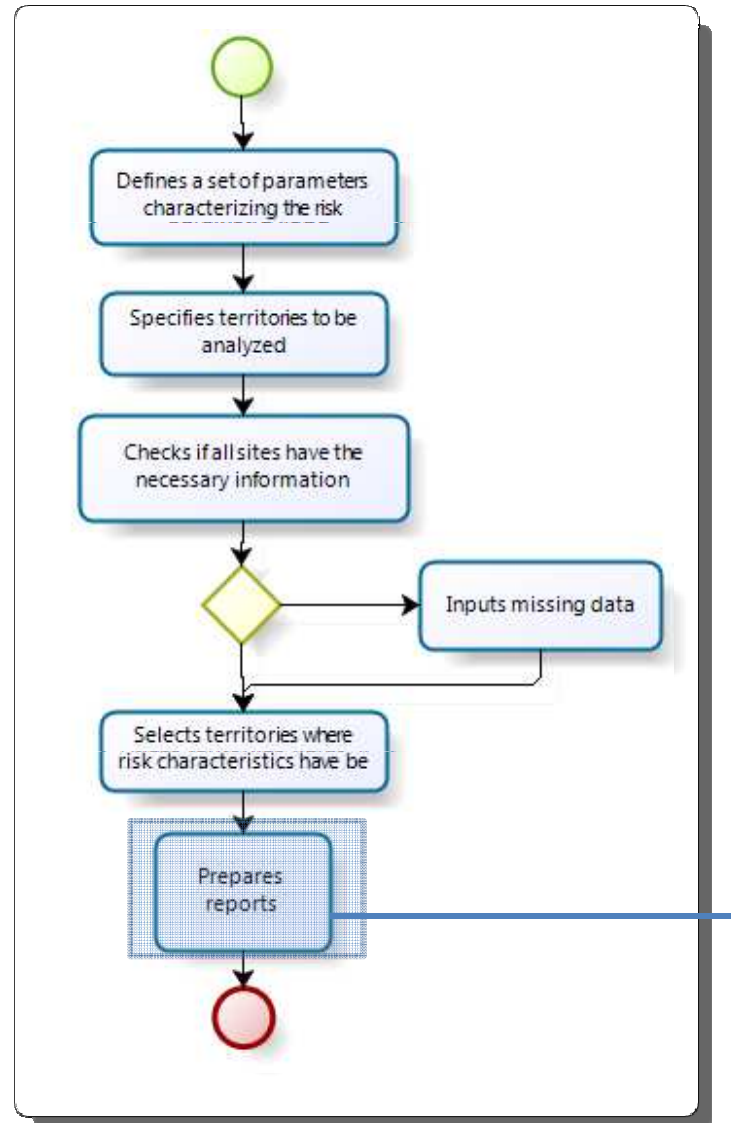 Defines a set of parameters
characterizing the risk
Specifies territories to be
analyzed
Checks if all sites have the
necessary information
Inputs missing data
Selects territories where
risk characteristics have be
Prepares
reports